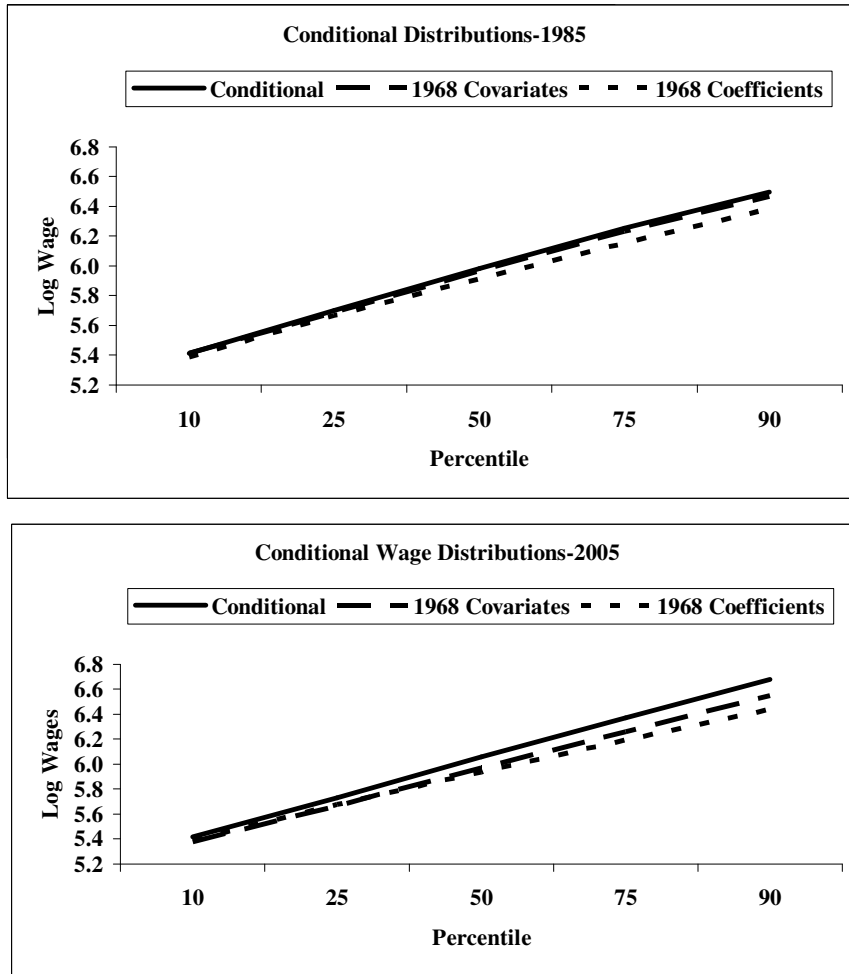 Conditional Distributions-1985
Conditional 1968 Covariates 1968 Coefficients
6.8
6.6
6.4
6.2
6.0
5.8
5.6
5.4
5.2
Log Wage
10 25 50 75 90
Percentile
Conditional Wage Distributions-2005
Conditional 1968 Covariates 1968 Coefficients
6.8
6.6
6.4
6.2
6.0
5.8
5.6
5.4
5.2
Log Wages
10 25 50 75 90
Percentile